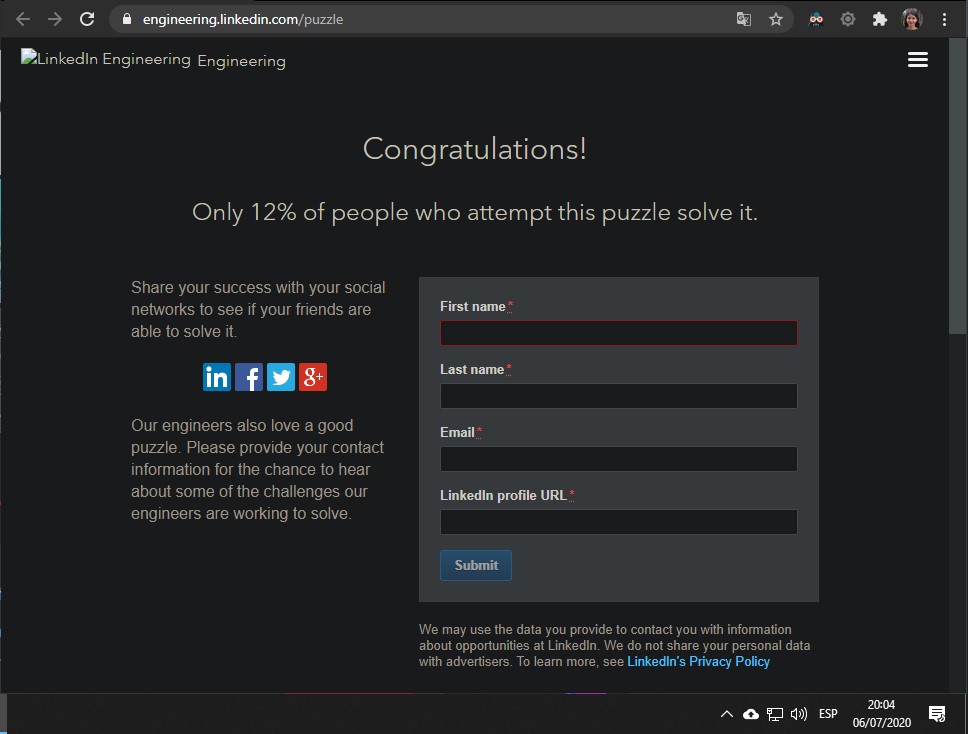 engineering.linkedin.com/puzzle
LinkedIn Engineering Engineering
Congratulations!
Only 12% of people who attempt this puzzle solve it.
Share your success with your social
networks to see if your friends are
able to solve it.
in f g+
Our engineers also love a good
puzzle. Please provide your contact
information for the chance to hear
about some of the challenges our
engineers are working to solve.
First name*
Last name*
Email*
LinkedIn profile URL*
Submit
We may use the data you provide to contact you with information
about opportunities at LinkedIn. We do not share your personal data
with advertisers. To learn more, see LinkedIn's Privacy Policy
ESP
20:04
06/07/2020